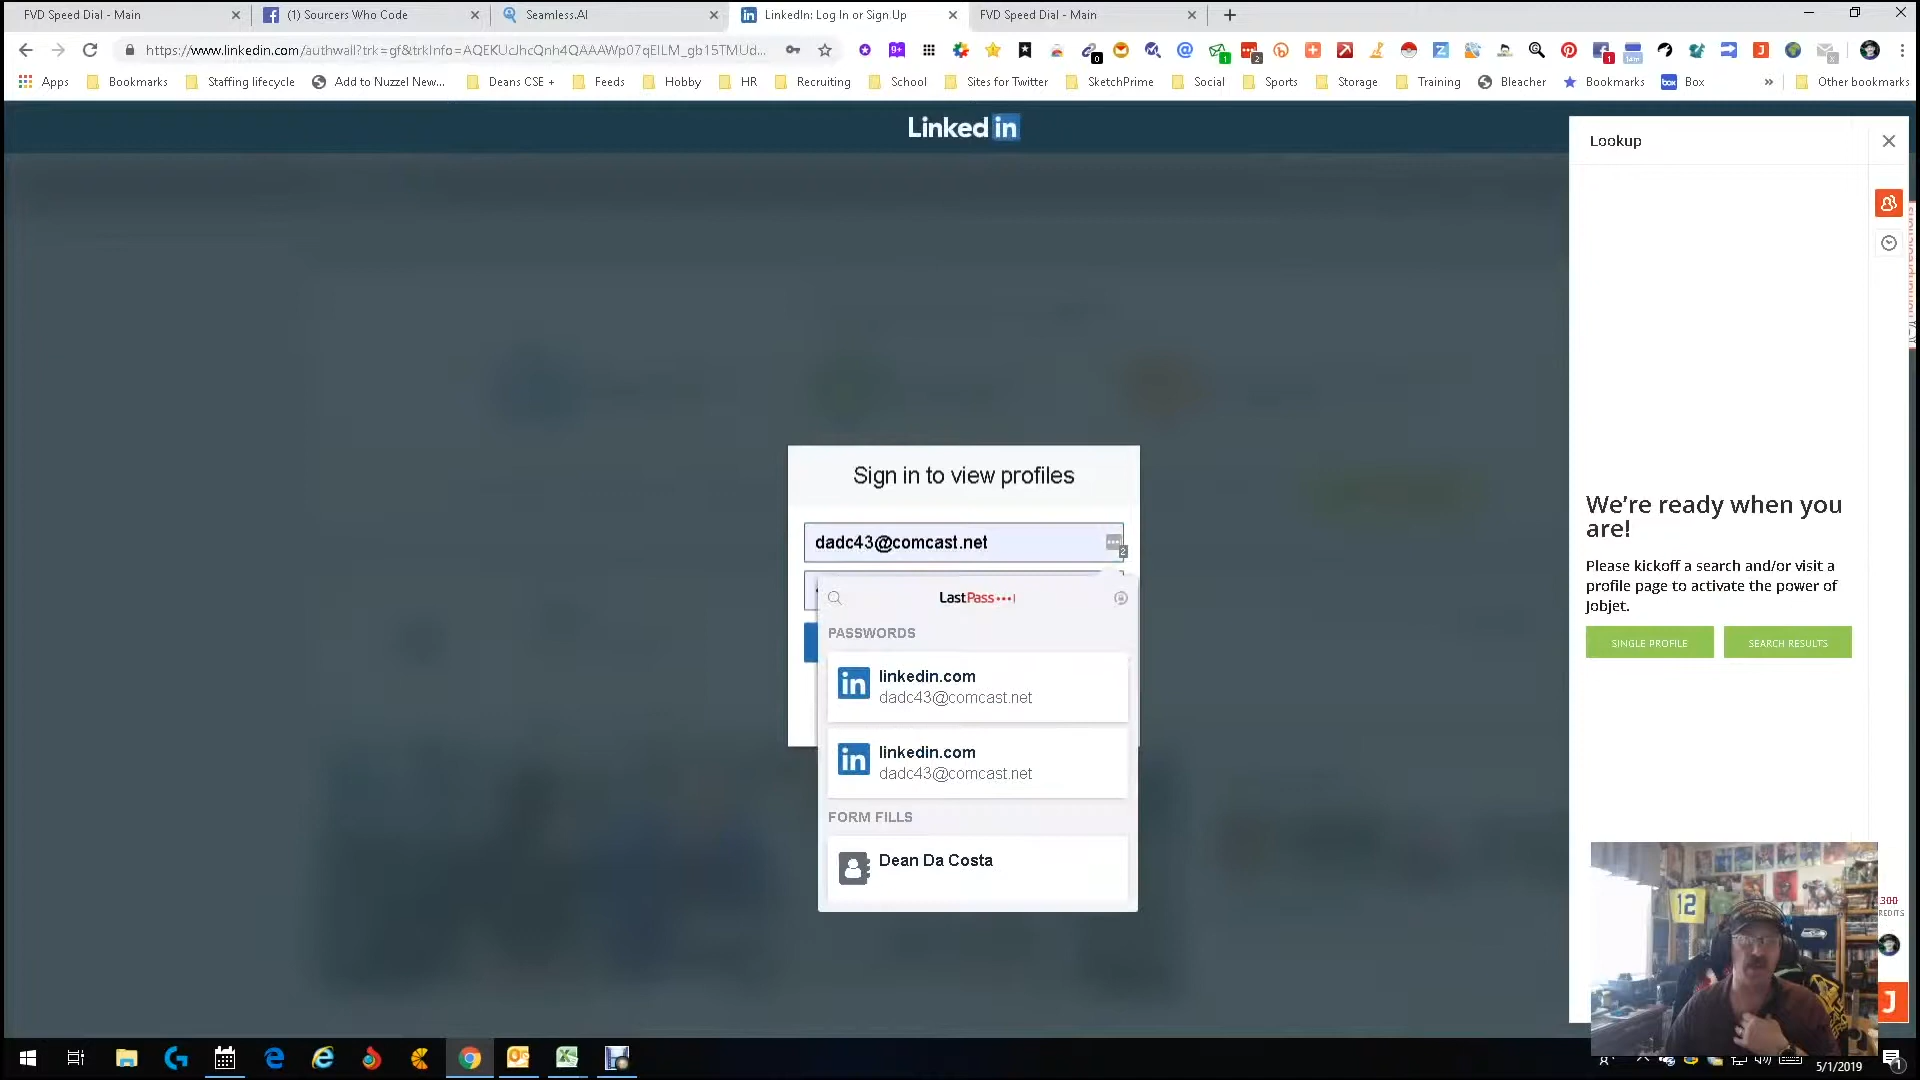 FVD Speed Dial - Main
(1) Sourcers Who Code
Seamless.AI
LinkedIn: Log In or Sign Up
FVD Speed Dial - Main
https://www.linkedin.com/authwall?trk=gf&trkInfo=AQEKUcJhcQnh4QAAAWp07qEILM_gb15TMUd...
Apps
Bookmarks
Staffing lifecycle
Add to Nuzzel New...
Deans CSE +
Feeds
Hobby
HR
Recruiting
School
Sites for Twitter
SketchPrime
Social
Sports
Storage
Training
Bleacher
Bookmarks
Box
»
Other bookmarks
Linked in
Lookup
Sign in to view profiles
dadc43@comcast.net
2
LastPass
PASSWORDS
linkedin.com
dadc43@comcast.net
linkedin.com
dadc43@comcast.net
FORM FILLS
Dean Da Costa
We're ready when you
are!
Please kickoff a search and/or visit a
profile page to activate the power of
Jobjet.
SINGLE PROFILE
SEARCH RESULTS
12
300
J
5/1/2019
1